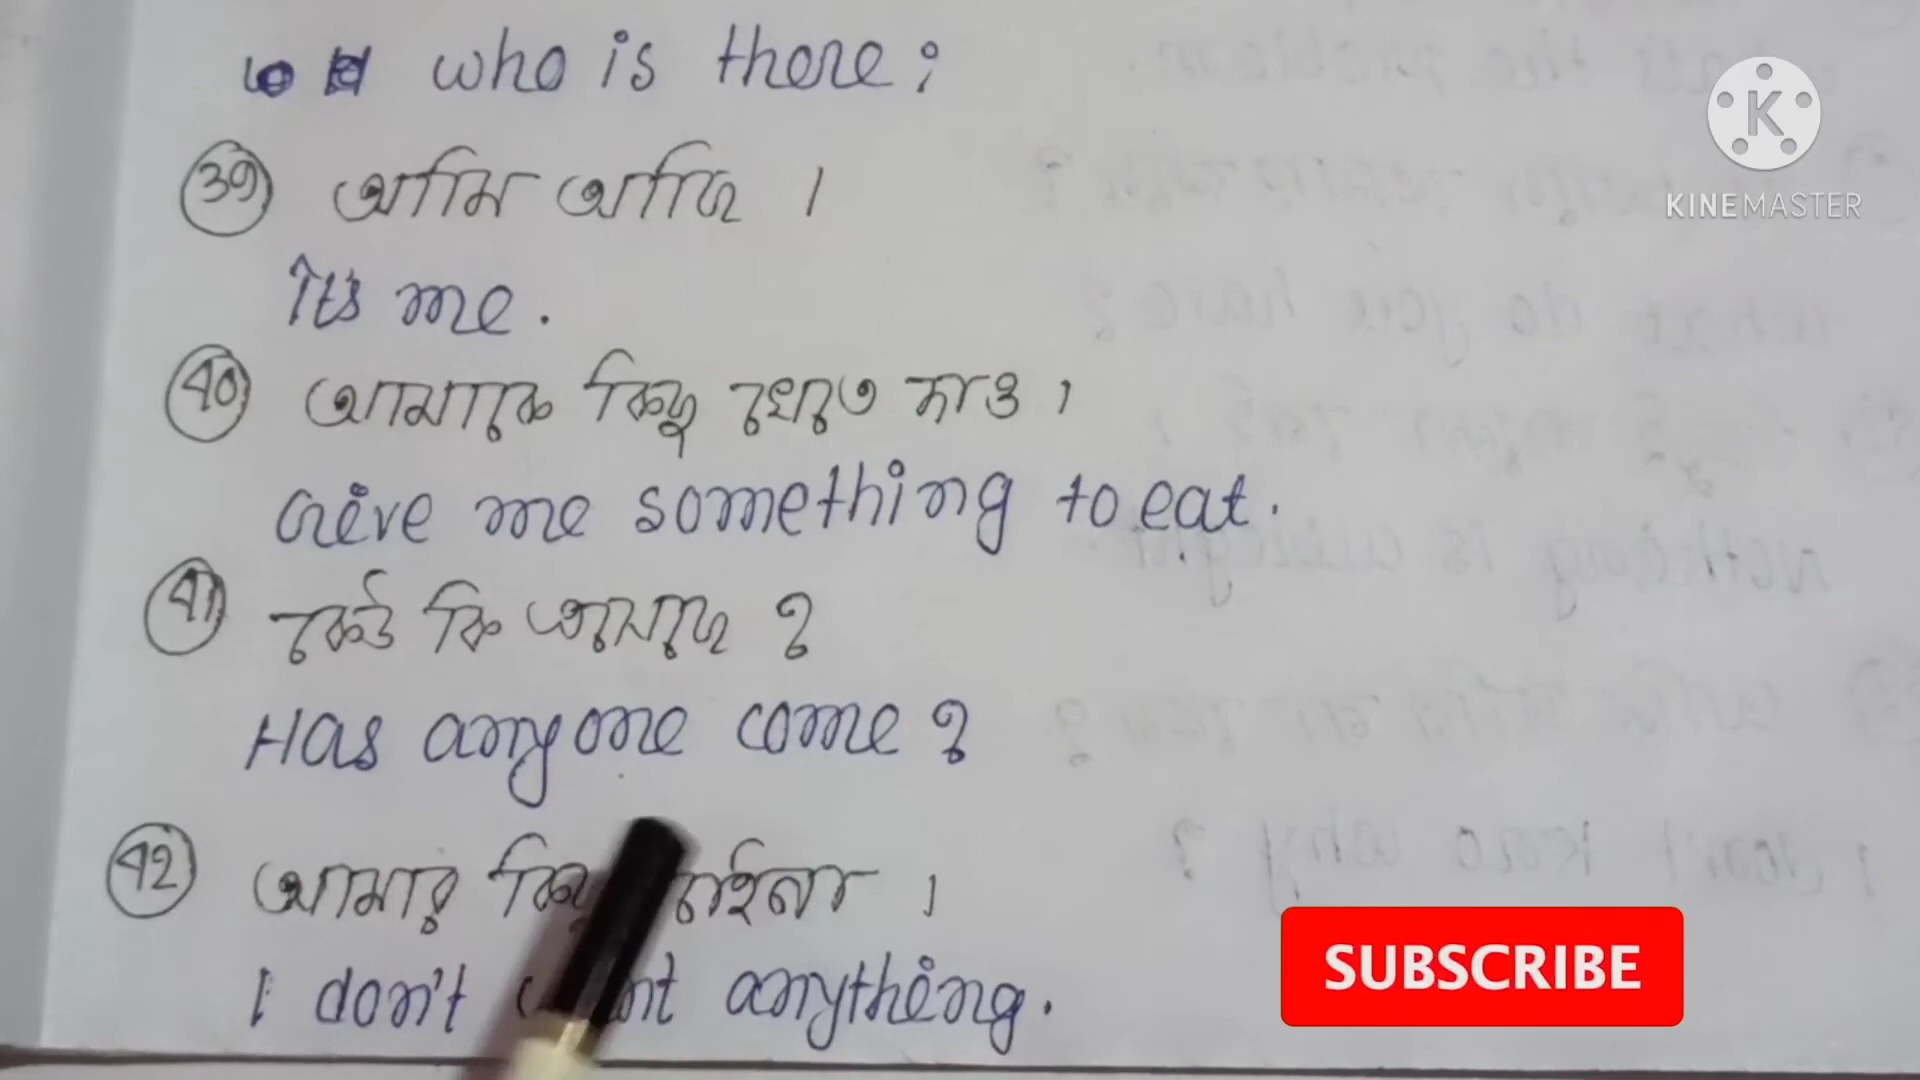 who is there ?
39 আমি আছি ।
It's me .
40 আমাকে কিছু খেতে দাও ।
Give me something to eat .
41 কেউ কি এসেছে ?
Has anyone come ?
42 আমার কিছু চাইনা ।
I don't want anything .
K
KINEMASTER
SUBSCRIBE